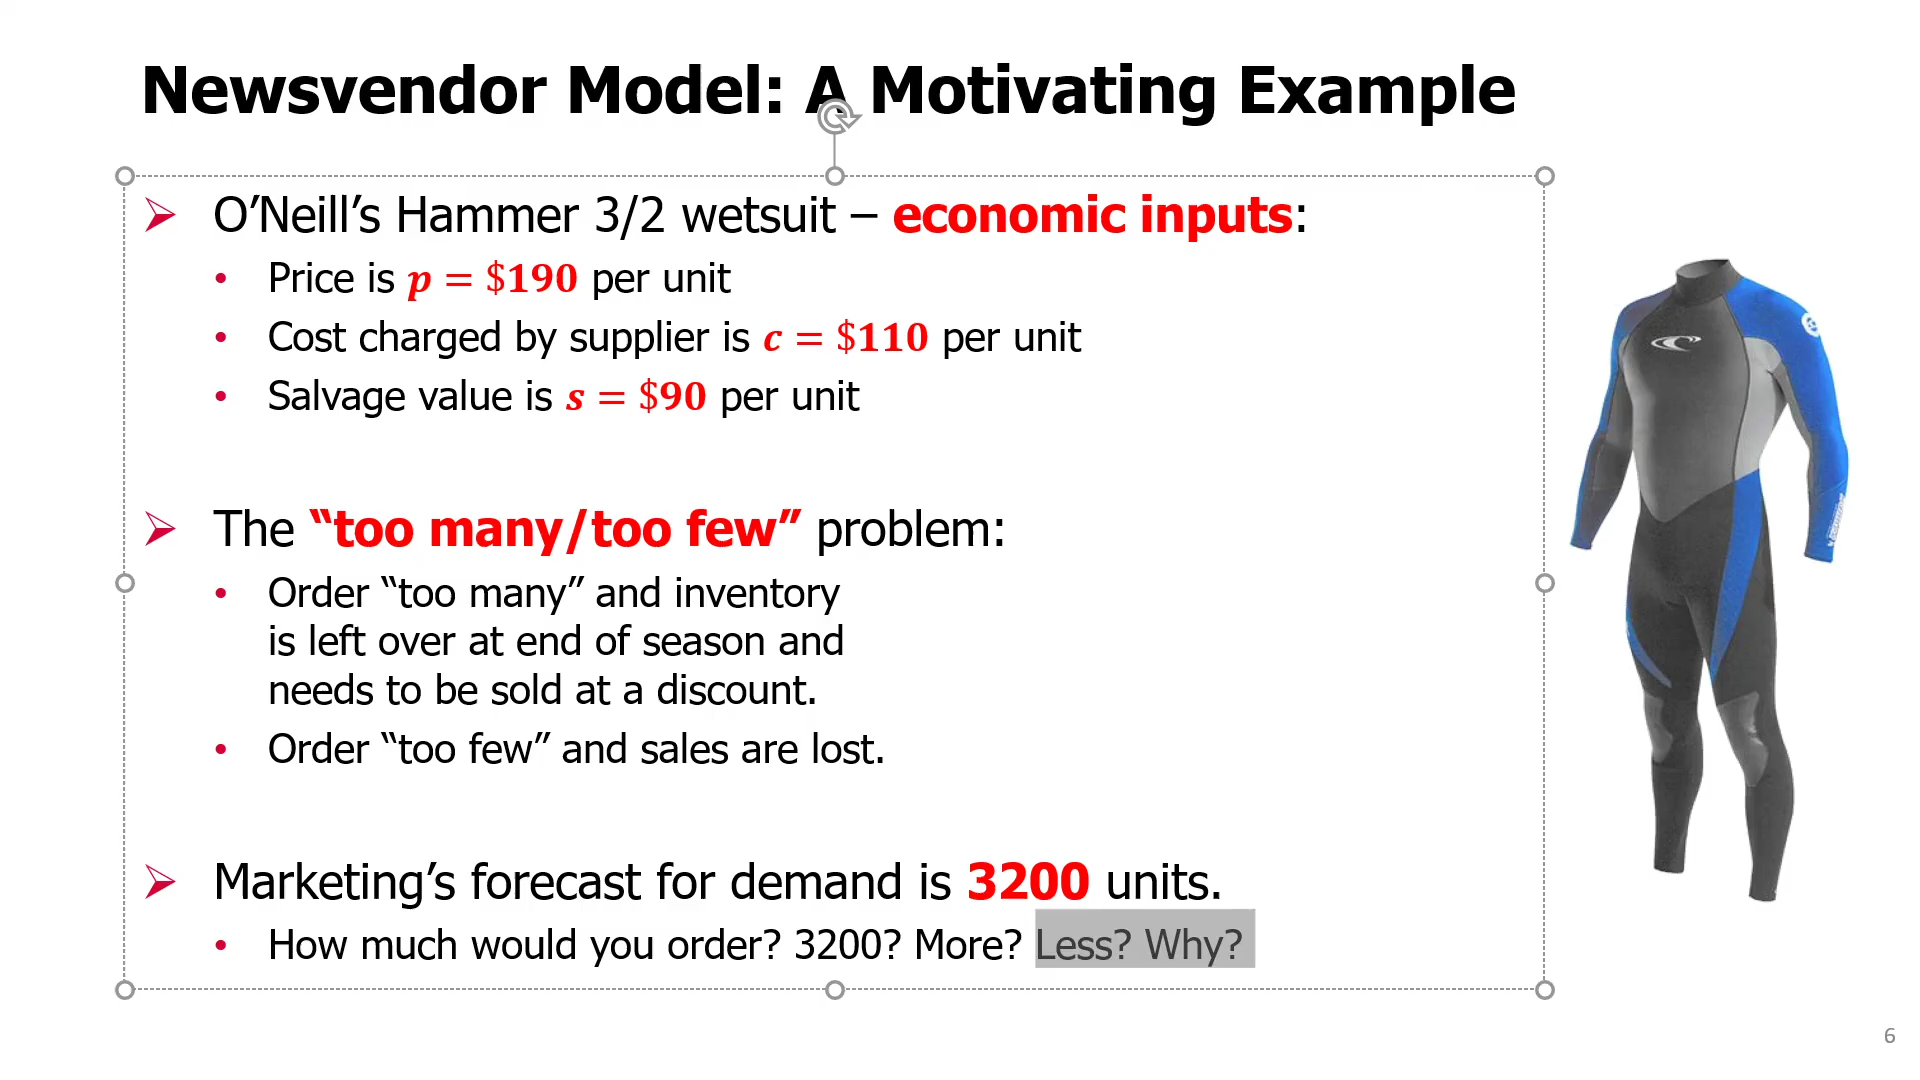 Newsvendor Model: A Motivating Example
O’Neill’s Hammer 3/2 wetsuit – economic inputs:
• Price is p = $190 per unit
• Cost charged by supplier is c = $110 per unit
• Salvage value is s = $90 per unit
The “too many/too few” problem:
• Order “too many” and inventory
is left over at end of season and
needs to be sold at a discount.
• Order “too few” and sales are lost.
Marketing’s forecast for demand is 3200 units.
• How much would you order? 3200? More? Less? Why?
6